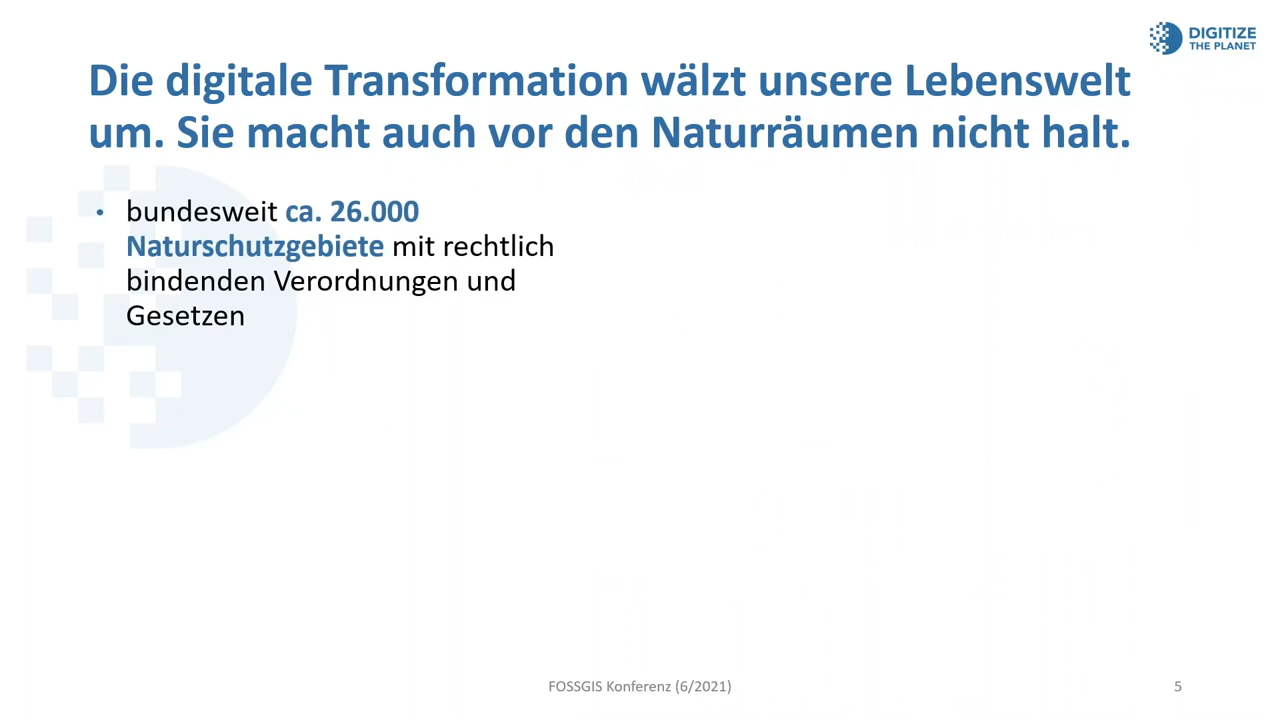 DIGITIZE
THE PLANET
Die digitale Transformation wälzt unsere Lebenswelt
um. Sie macht auch vor den Naturräumen nicht halt.
• bundesweit ca. 26.000
Naturschutzgebiete mit rechtlich
bindenden Verordnungen und
Gesetzen
FOSSGIS Konferenz (6/2021)
5